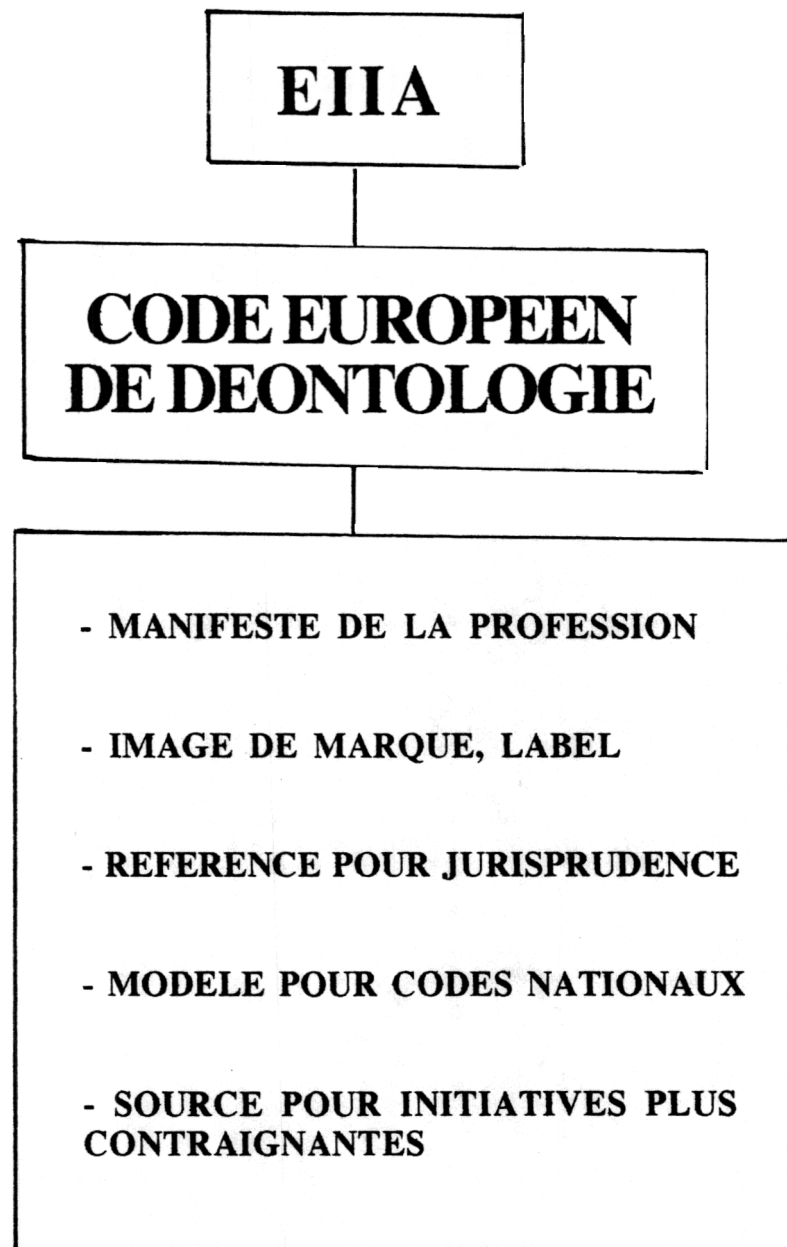 EIIA
CODE EUROPEEN
DE DEONTOLOGIE
- MANIFESTE DE LA PROFESSION
- IMAGE DE MARQUE, LABEL
- REFERENCE POUR JURISPRUDENCE
- MODELE POUR CODES NATIONAUX
- SOURCE POUR INITIATIVES PLUS
CONTRAIGNANTES